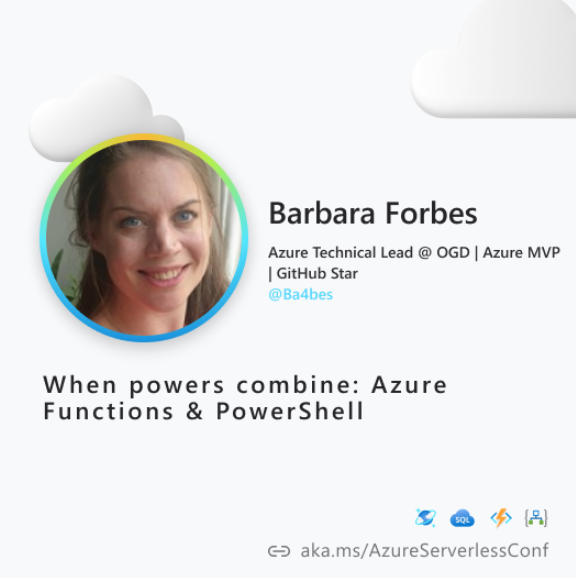 Barbara Forbes
Azure Technical Lead @ OGD | Azure MVP
| GitHub Star
@Ba4bes
When powers combine: Azure
Functions & PowerShell
SQL
aka.ms/AzureServerlessConf